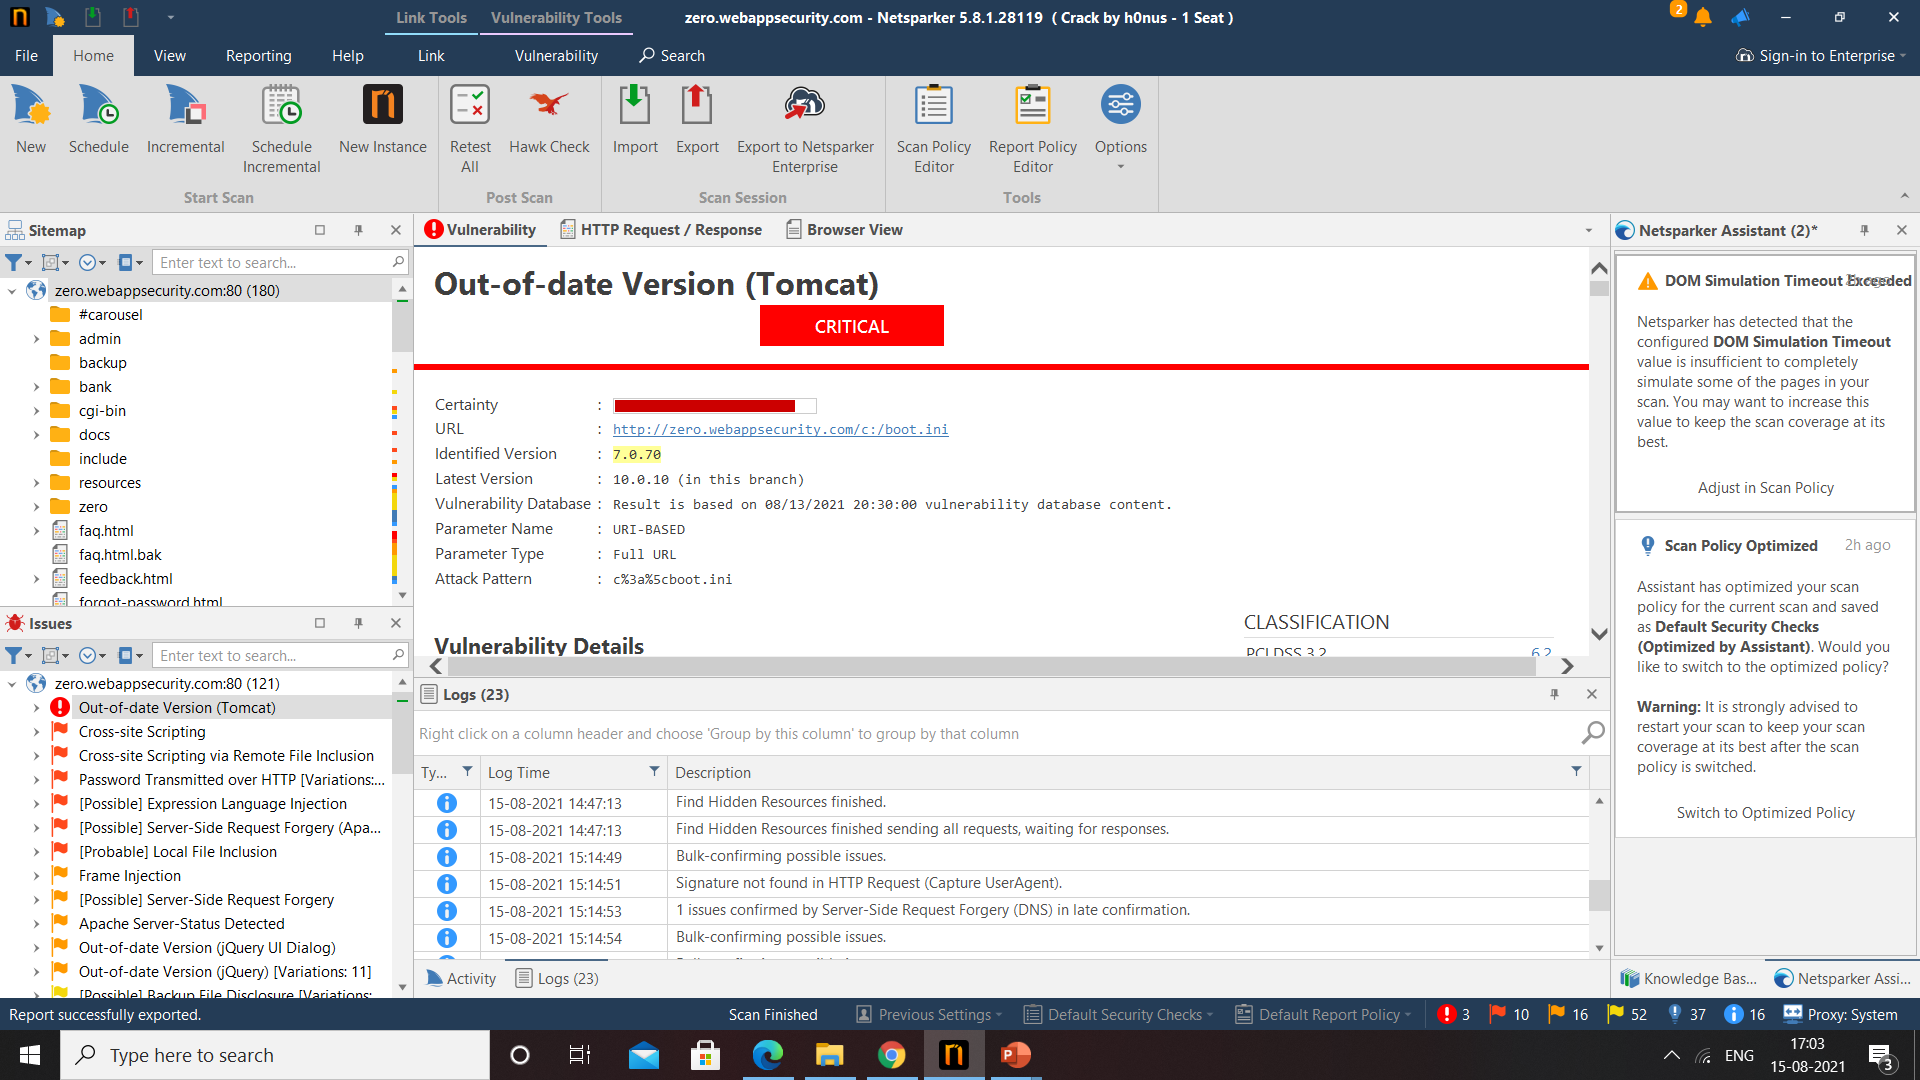 Link Tools
Vulnerability Tools
zero.webappsecurity.com - Netsparker 5.8.1.28119 ( Crack by h0nus - 1 Seat )
2
File
Home
View
Reporting
Help
Link
Vulnerability
Search
Sign-in to Enterprise
New
Schedule
Incremental
Schedule
Incremental
New Instance
Retest
All
Hawk Check
Import
Export
Export to Netsparker
Enterprise
Scan Policy
Editor
Report Policy
Editor
Options
Start Scan
Post Scan
Scan Session
Tools
Sitemap
Enter text to search...
zero.webappsecurity.com:80 (180)
#carousel
admin
backup
bank
cgi-bin
docs
include
resources
zero
faq.html
faq.html.bak
feedback.html
forgot-password.html
Issues
Enter text to search...
zero.webappsecurity.com:80 (121)
Out-of-date Version (Tomcat)
Cross-site Scripting
Cross-site Scripting via Remote File Inclusion
Password Transmitted over HTTP [Variations:...
[Possible] Expression Language Injection
[Possible] Server-Side Request Forgery (Apa...
[Probable] Local File Inclusion
Frame Injection
[Possible] Server-Side Request Forgery
Apache Server-Status Detected
Out-of-date Version (jQuery UI Dialog)
Out-of-date Version (jQuery) [Variations: 11]
[Possible] Backup File Disclosure [Variations:
Vulnerability
HTTP Request / Response
Browser View
Out-of-date Version (Tomcat)
CRITICAL
Certainty :
URL : http://zero.webappsecurity.com/c:/boot.ini
Identified Version : 7.0.70
Latest Version : 10.0.10 (in this branch)
Vulnerability Database : Result is based on 08/13/2021 20:30:00 vulnerability database content.
Parameter Name : URI-BASED
Parameter Type : Full URL
Attack Pattern : c%3a%5cboot.ini
CLASSIFICATION
Vulnerability Details
PCI DSS 3.2 6.2
Logs (23)
Right click on a column header and choose 'Group by this column' to group by that column
Ty... Log Time Description
15-08-2021 14:47:13 Find Hidden Resources finished.
15-08-2021 14:47:13 Find Hidden Resources finished sending all requests, waiting for responses.
15-08-2021 15:14:49 Bulk-confirming possible issues.
15-08-2021 15:14:51 Signature not found in HTTP Request (Capture UserAgent).
15-08-2021 15:14:53 1 issues confirmed by Server-Side Request Forgery (DNS) in late confirmation.
15-08-2021 15:14:54 Bulk-confirming possible issues.
Activity
Logs (23)
Netsparker Assistant (2)*
DOM Simulation Timeout Exceeded
2h ago
Netsparker has detected that the
configured DOM Simulation Timeout
value is insufficient to completely
simulate some of the pages in your
scan. You may want to increase this
value to keep the scan coverage at its
best.
Adjust in Scan Policy
Scan Policy Optimized 2h ago
Assistant has optimized your scan
policy for the current scan and saved
as Default Security Checks
(Optimized by Assistant). Would you
like to switch to the optimized policy?
Warning: It is strongly advised to
restart your scan to keep your scan
coverage at its best after the scan
policy is switched.
Switch to Optimized Policy
Knowledge Bas...
Netsparker Assi...
Report successfully exported.
Scan Finished
Previous Settings
Default Security Checks
Default Report Policy
3
10
16
52
37
16
Proxy: System
Type here to search
ENG
17:03
15-08-2021
3